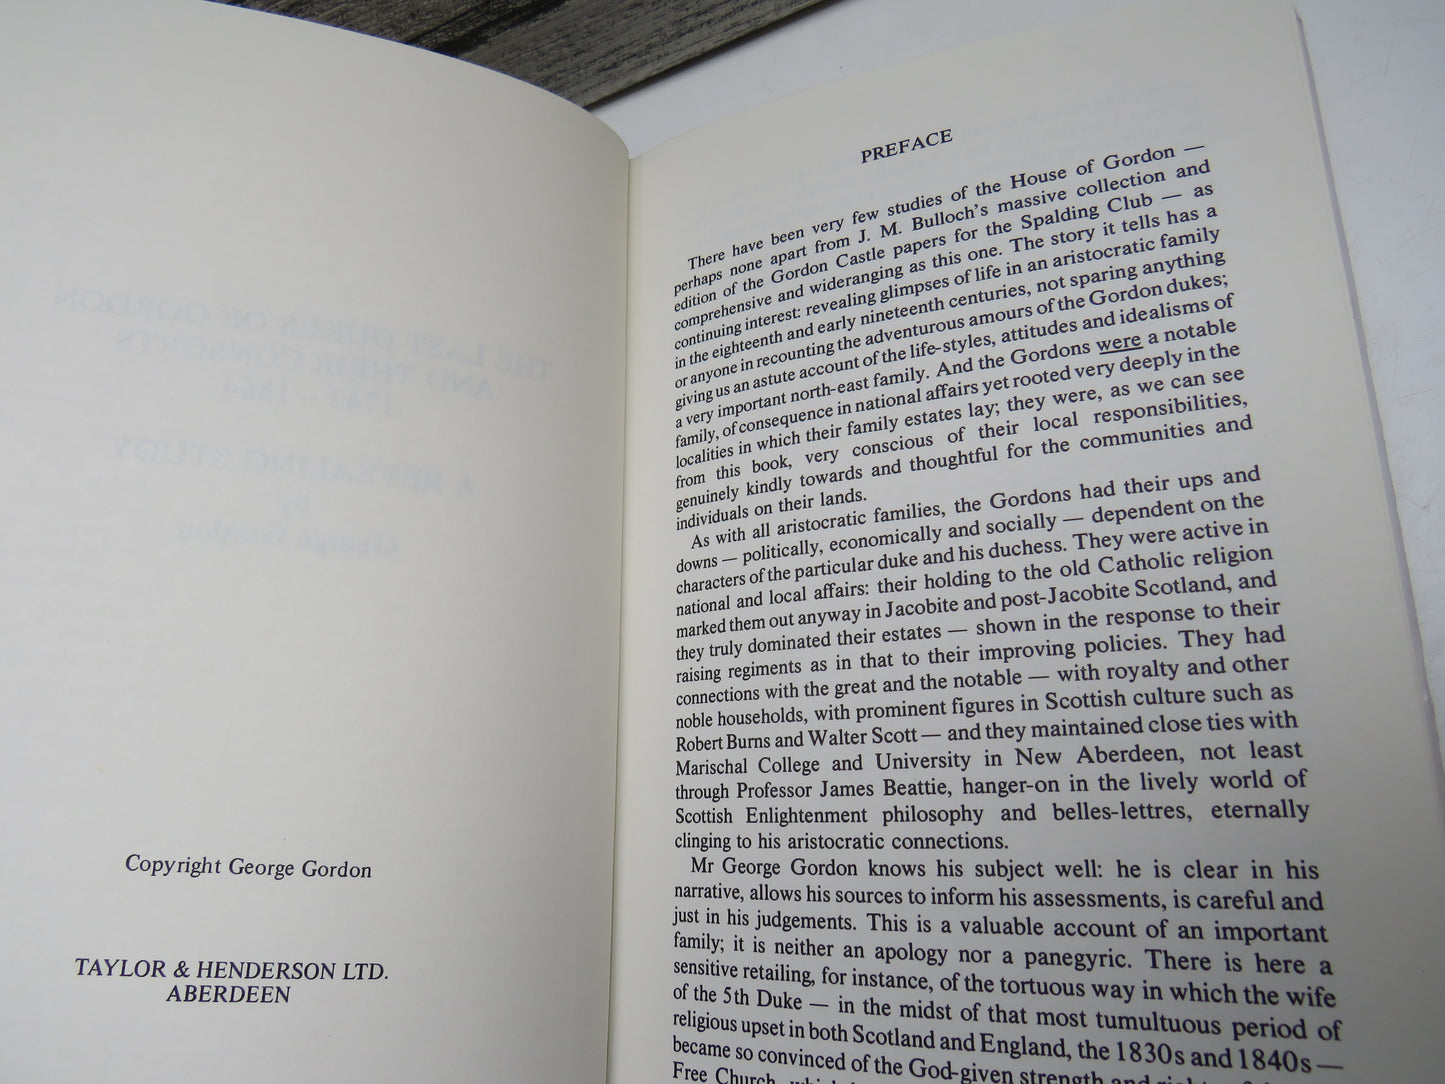 THE LAST DUKES OF GORDON
AND THEIR CONSORTS
1743 - 1864
A REVEALING STUDY
by
George Gordon
Copyright George Gordon
TAYLOR & HENDERSON LTD.
ABERDEEN
PREFACE
There have been very few studies of the House of Gordon —
perhaps none apart from J. M. Bulloch's massive collection and
edition of the Gordon Castle papers for the Spalding Club — as
comprehensive and wideranging as this one. The story it tells has a
continuing interest: revealing glimpses of life in an aristocratic family
in the eighteenth and early nineteenth centuries, not sparing anything
or anyone in recounting the adventurous amours of the Gordon dukes;
giving us an astute account of the life-styles, attitudes and idealisms of
a very important north-east family. And the Gordons were a notable
family, of consequence in national affairs yet rooted very deeply in the
localities in which their family estates lay; they were, as we can see
from this book, very conscious of their local responsibilities,
genuinely kindly towards and thoughtful for the communities and
individuals on their lands.
As with all aristocratic families, the Gordons had their ups and
downs — politically, economically and socially — dependent on the
characters of the particular duke and his duchess. They were active in
national and local affairs: their holding to the old Catholic religion
marked them out anyway in Jacobite and post-Jacobite Scotland, and
they truly dominated their estates — shown in the response to their
raising regiments as in that to their improving policies. They had
connections with the great and the notable — with royalty and other
noble households, with prominent figures in Scottish culture such as
Robert Burns and Walter Scott — and they maintained close ties with
Marischal College and University in New Aberdeen, not least
through Professor James Beattie, hanger-on in the lively world of
Scottish Enlightenment philosophy and belles-lettres, eternally
clinging to his aristocratic connections.
Mr George Gordon knows his subject well: he is clear in his
narrative, allows his sources to inform his assessments, is careful and
just in his judgements. This is a valuable account of an important
family; it is neither an apology nor a panegyric. There is here a
sensitive retailing, for instance, of the tortuous way in which the wife
of the 5th Duke — in the midst of that most tumultuous period of
religious upset in both Scotland and England, the 1830s and 1840s —
became so convinced of the God-given strength and
Free Church, which